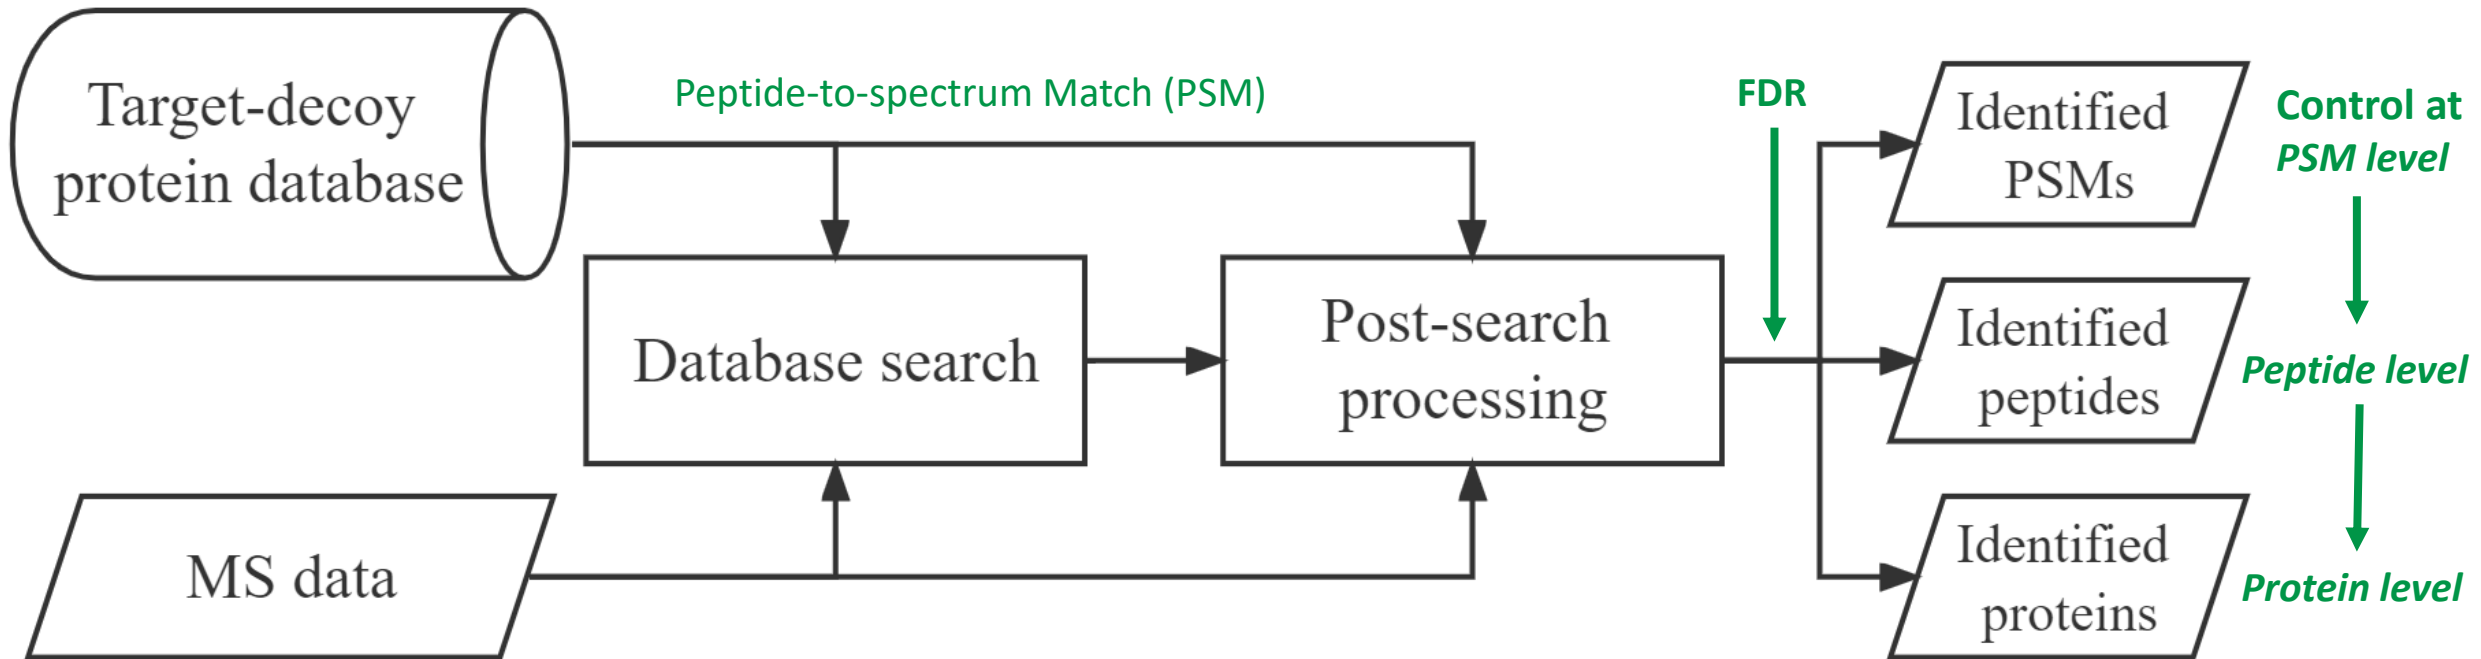 Target-decoy
protein database
Peptide-to-spectrum Match (PSM)
FDR
Identified
PSMs
Control at
PSM level
Database search
Post-search
processing
Identified
peptides
Peptide level
MS data
Identified
proteins
Protein level